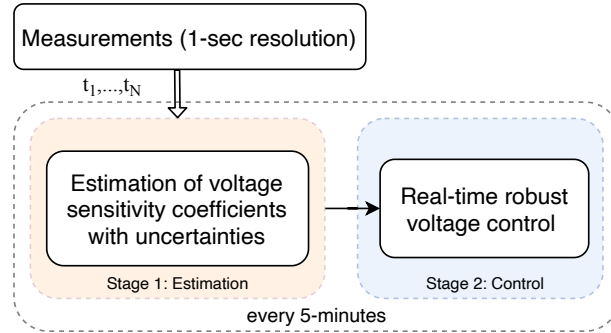 Measurements (1-sec resolution)
t1,...,tN
Estimation of voltage
sensitivity coefficients
with uncertainties
Real-time robust
voltage control
Stage 1: Estimation
Stage 2: Control
every 5-minutes